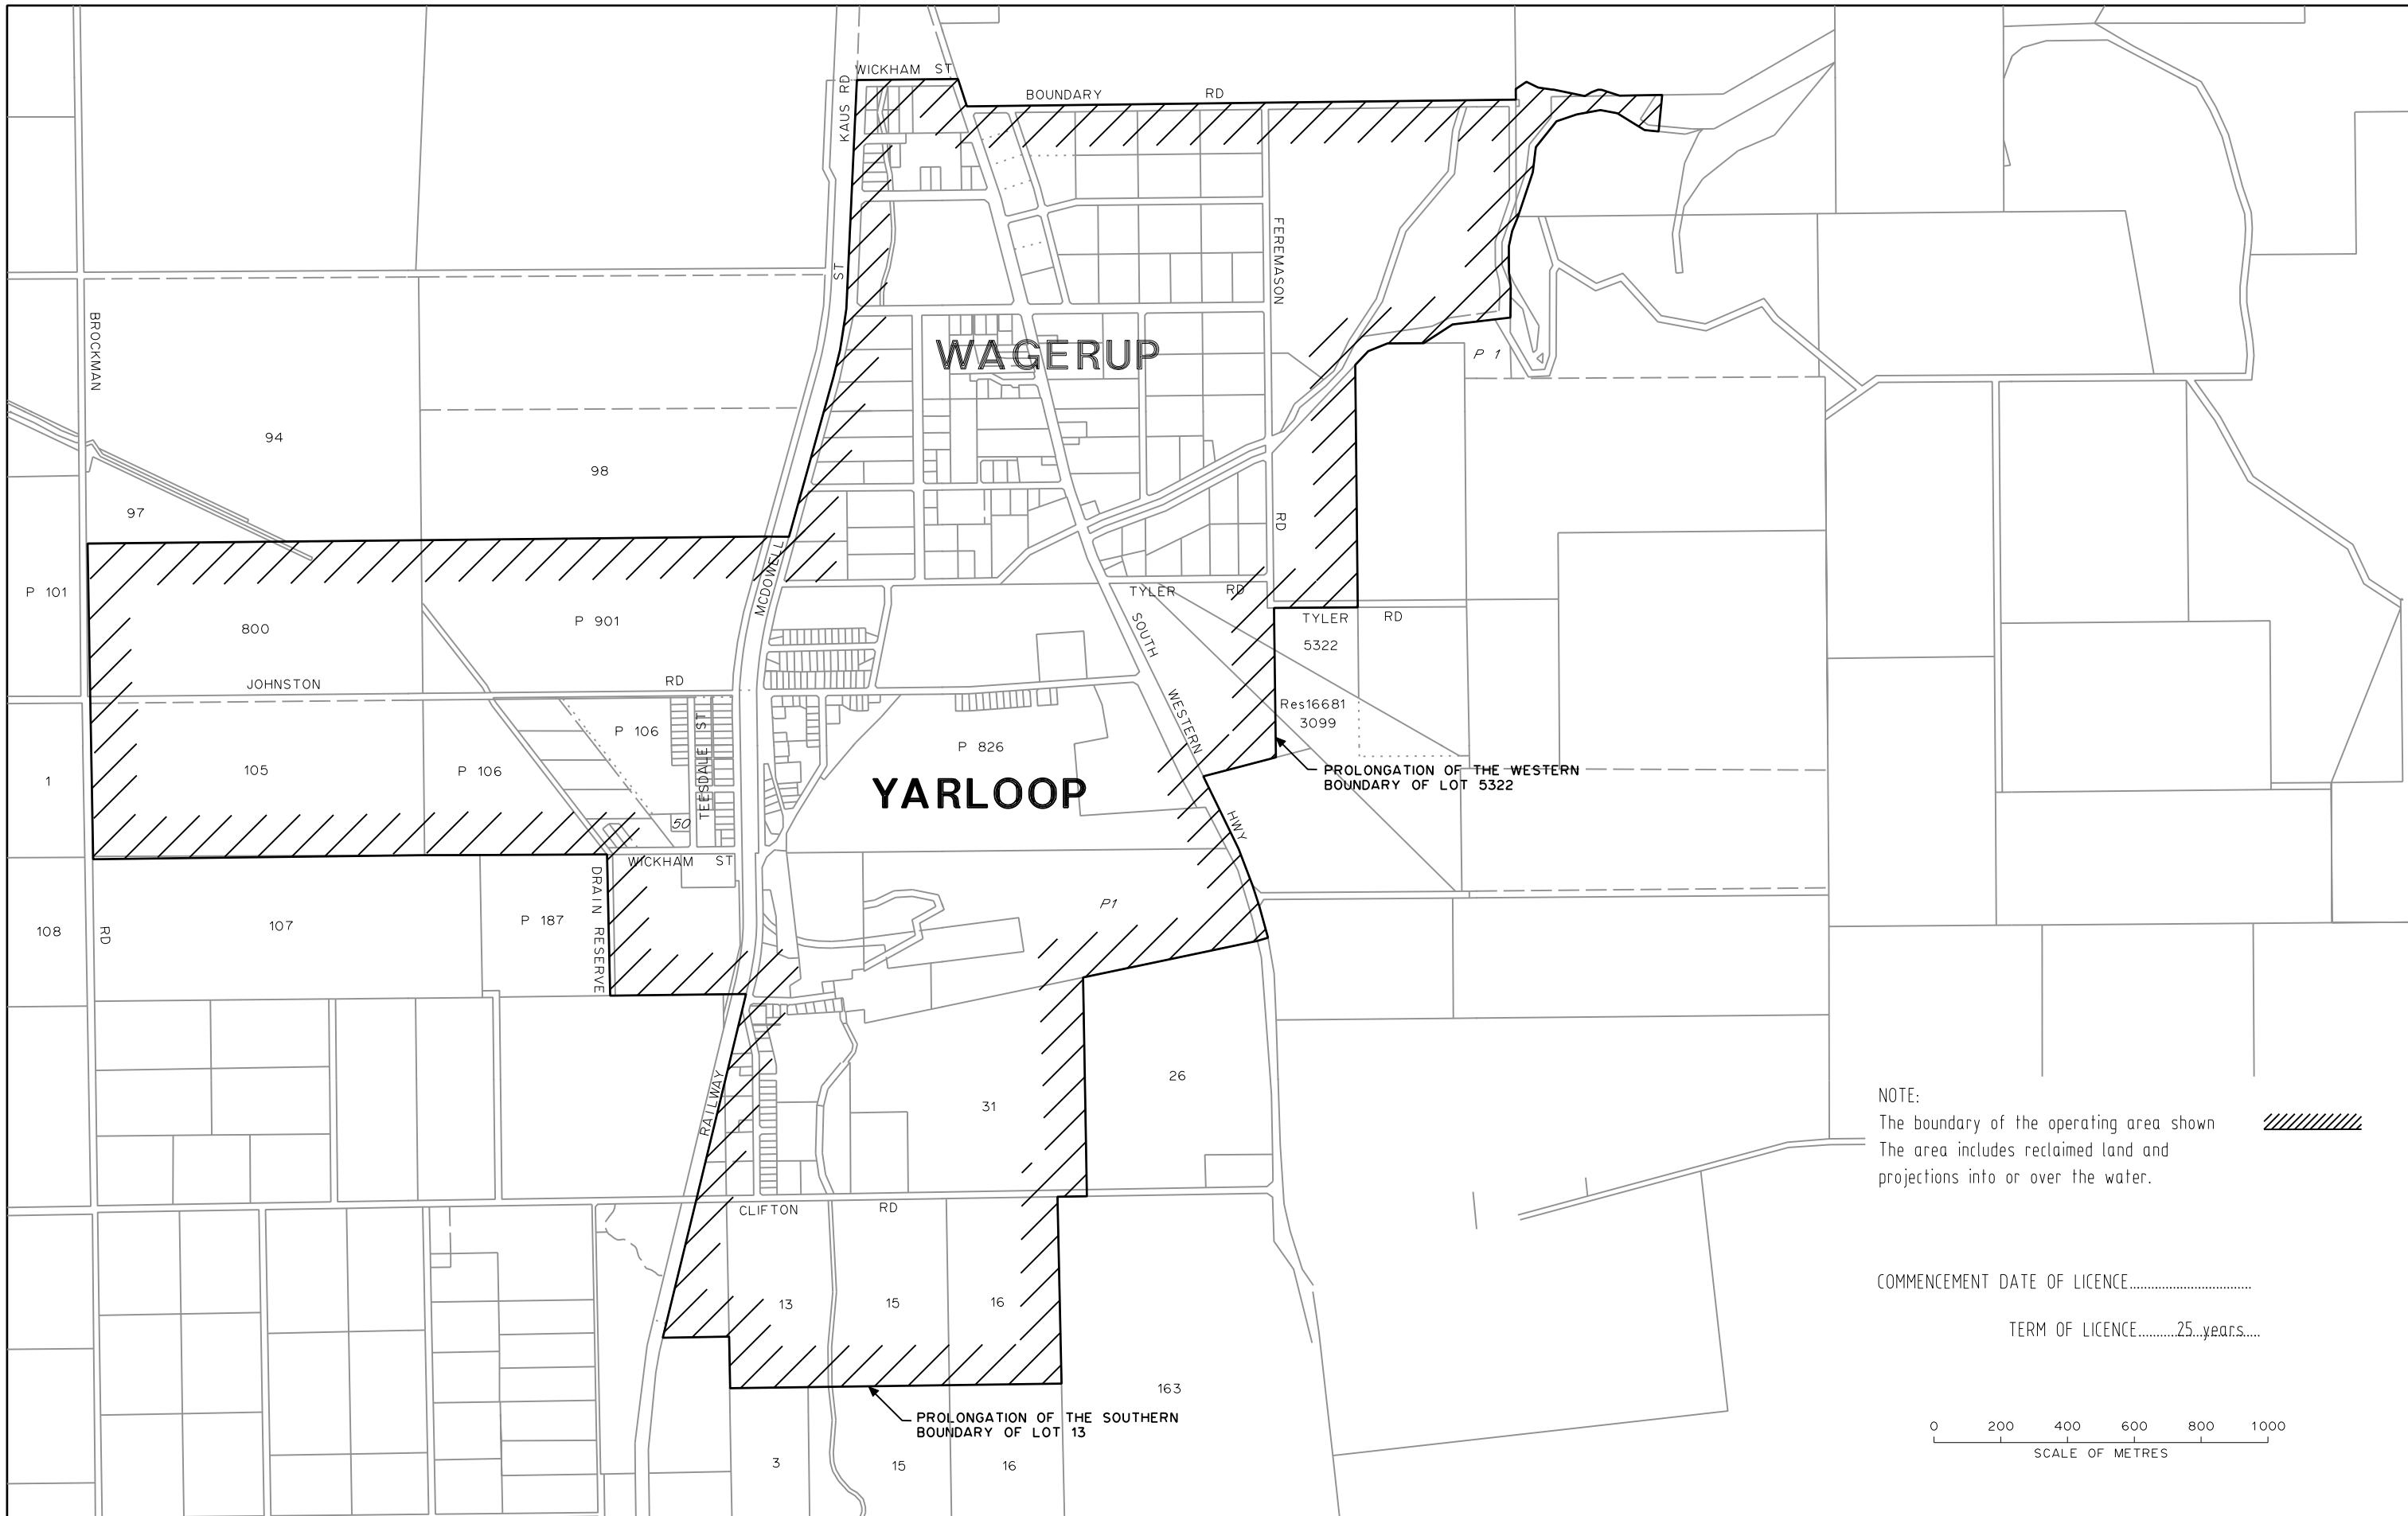 WICKHAM ST
KAUS RD
BOUNDARY RD
FEREMASON
ST
BROCKMAN
WAGERUP
P 1
94
98
97
RD
MCDOWELL
P 101
800
P 901
TYLER RD
TYLER RD
SOUTH
5322
JOHNSTON RD
Res16681
3099
WESTERN
P 106
TEESDALE ST
P 826
1
105
P 106
PROLONGATION OF THE WESTERN
BOUNDARY OF LOT 5322
YARLOOP
50
HWY
WICKHAM ST
DRAIN RESERVE
P1
P 187
107
108
RD
26
31
RAILWAY
NOTE:
The boundary of the operating area shown
The area includes reclaimed land and
projections into or over the water.
CLIFTON RD
COMMENCEMENT DATE OF LICENCE..................................
13
15
16
TERM OF LICENCE...........25 years.....
163
PROLONGATION OF THE SOUTHERN
BOUNDARY OF LOT 13
0 200 400 600 800 1000
SCALE OF METRES
3
15
16